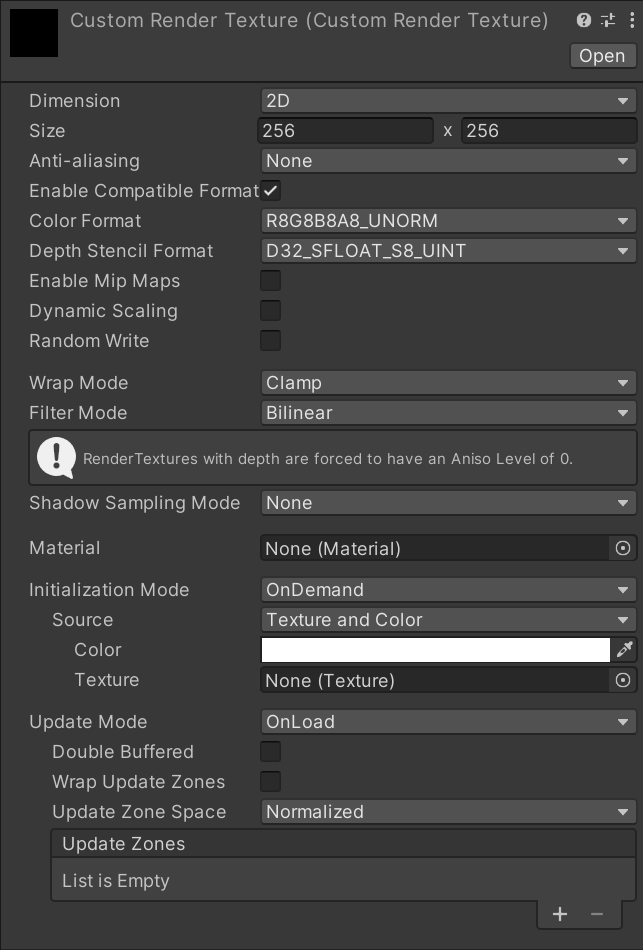 Custom Render Texture (Custom Render Texture)
Open
Dimension 2D
Size 256 x 256
Anti-aliasing None
Enable Compatible Format
Color Format R8G8B8A8_UNORM
Depth Stencil Format D32_SFLOAT_S8_UINT
Enable Mip Maps
Dynamic Scaling
Random Write
Wrap Mode Clamp
Filter Mode Bilinear
RenderTextures with depth are forced to have an Aniso Level of 0.
Shadow Sampling Mode None
Material None (Material)
Initialization Mode OnDemand
Source Texture and Color
Color
Texture None (Texture)
Update Mode OnLoad
Double Buffered
Wrap Update Zones
Update Zone Space Normalized
Update Zones
List is Empty